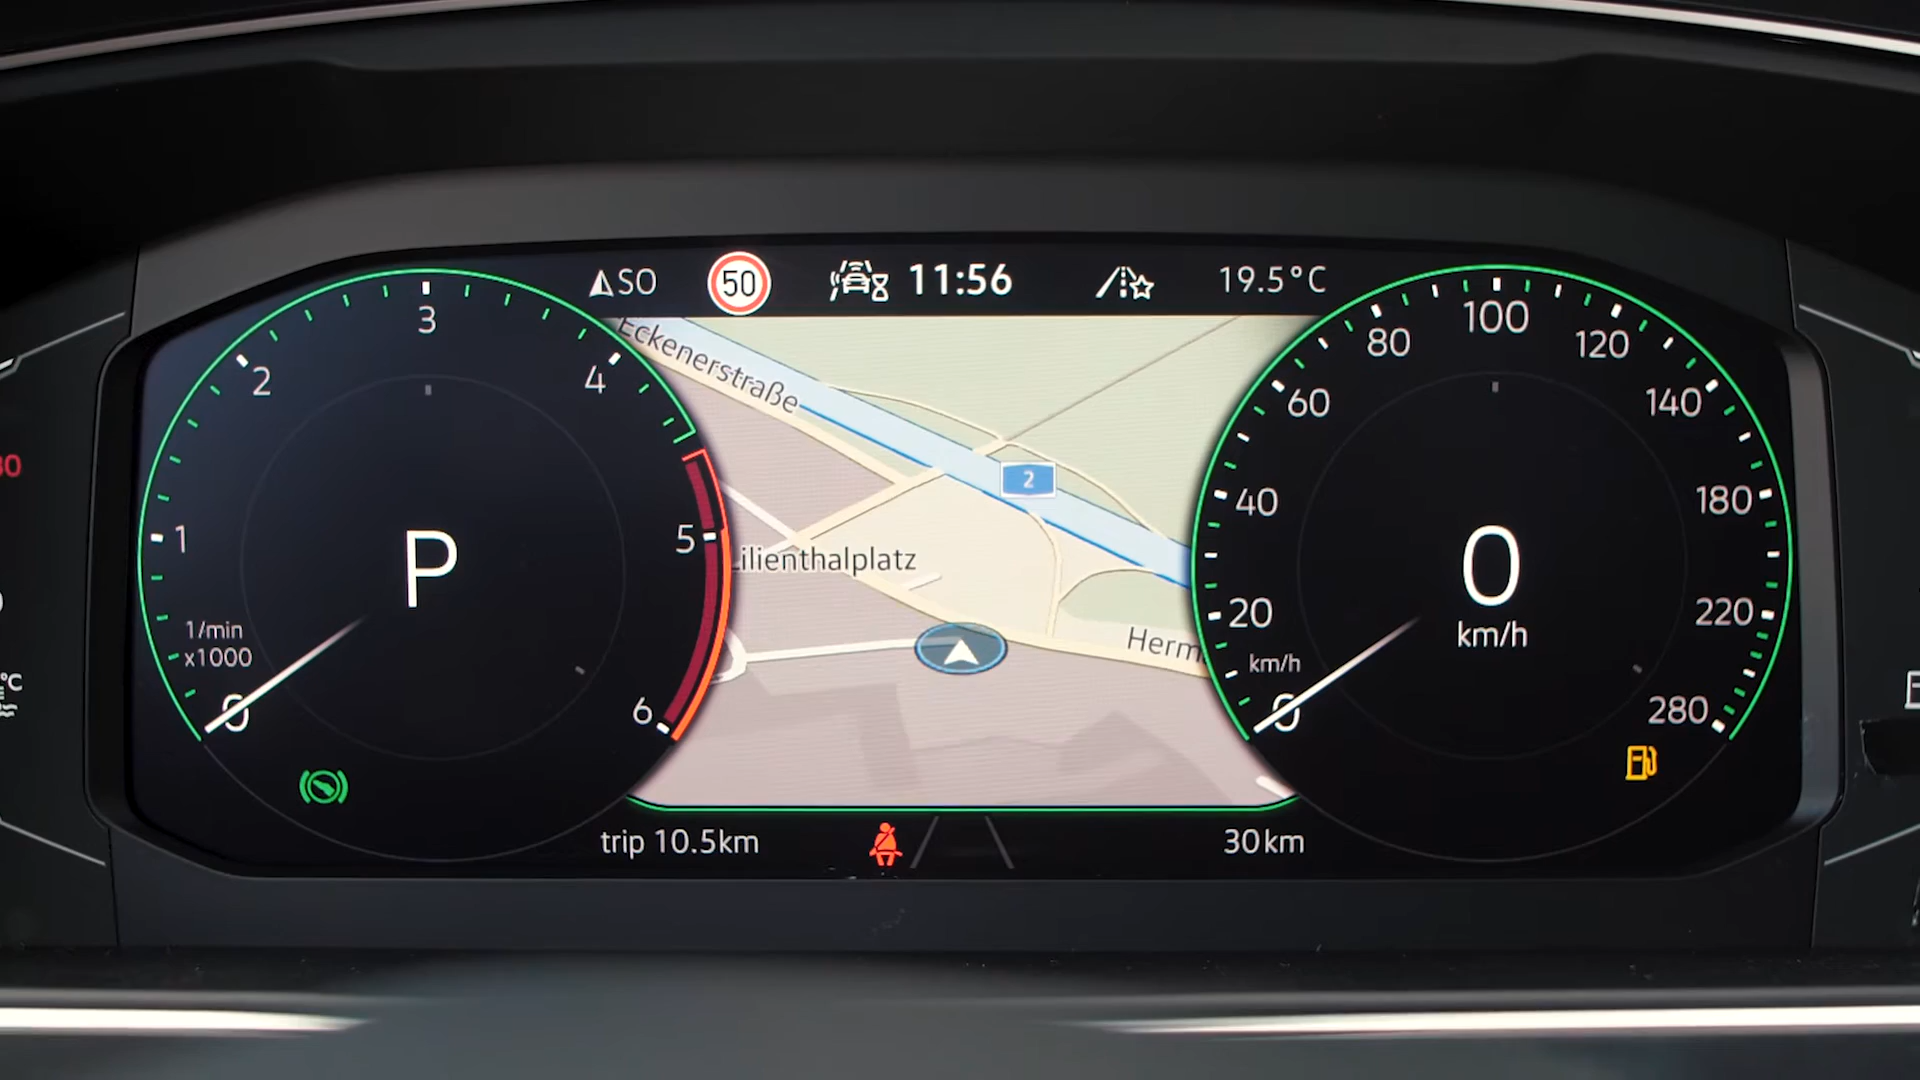 SO
50
11:56
19.5°C
0
1
2
3
4
5
6
1/min
x1000
P
Eckenerstraße
2
Lilienthalplatz
Herm
0
20
40
60
80
100
120
140
180
220
280
km/h
0
km/h
trip 10.5km
30km
°C